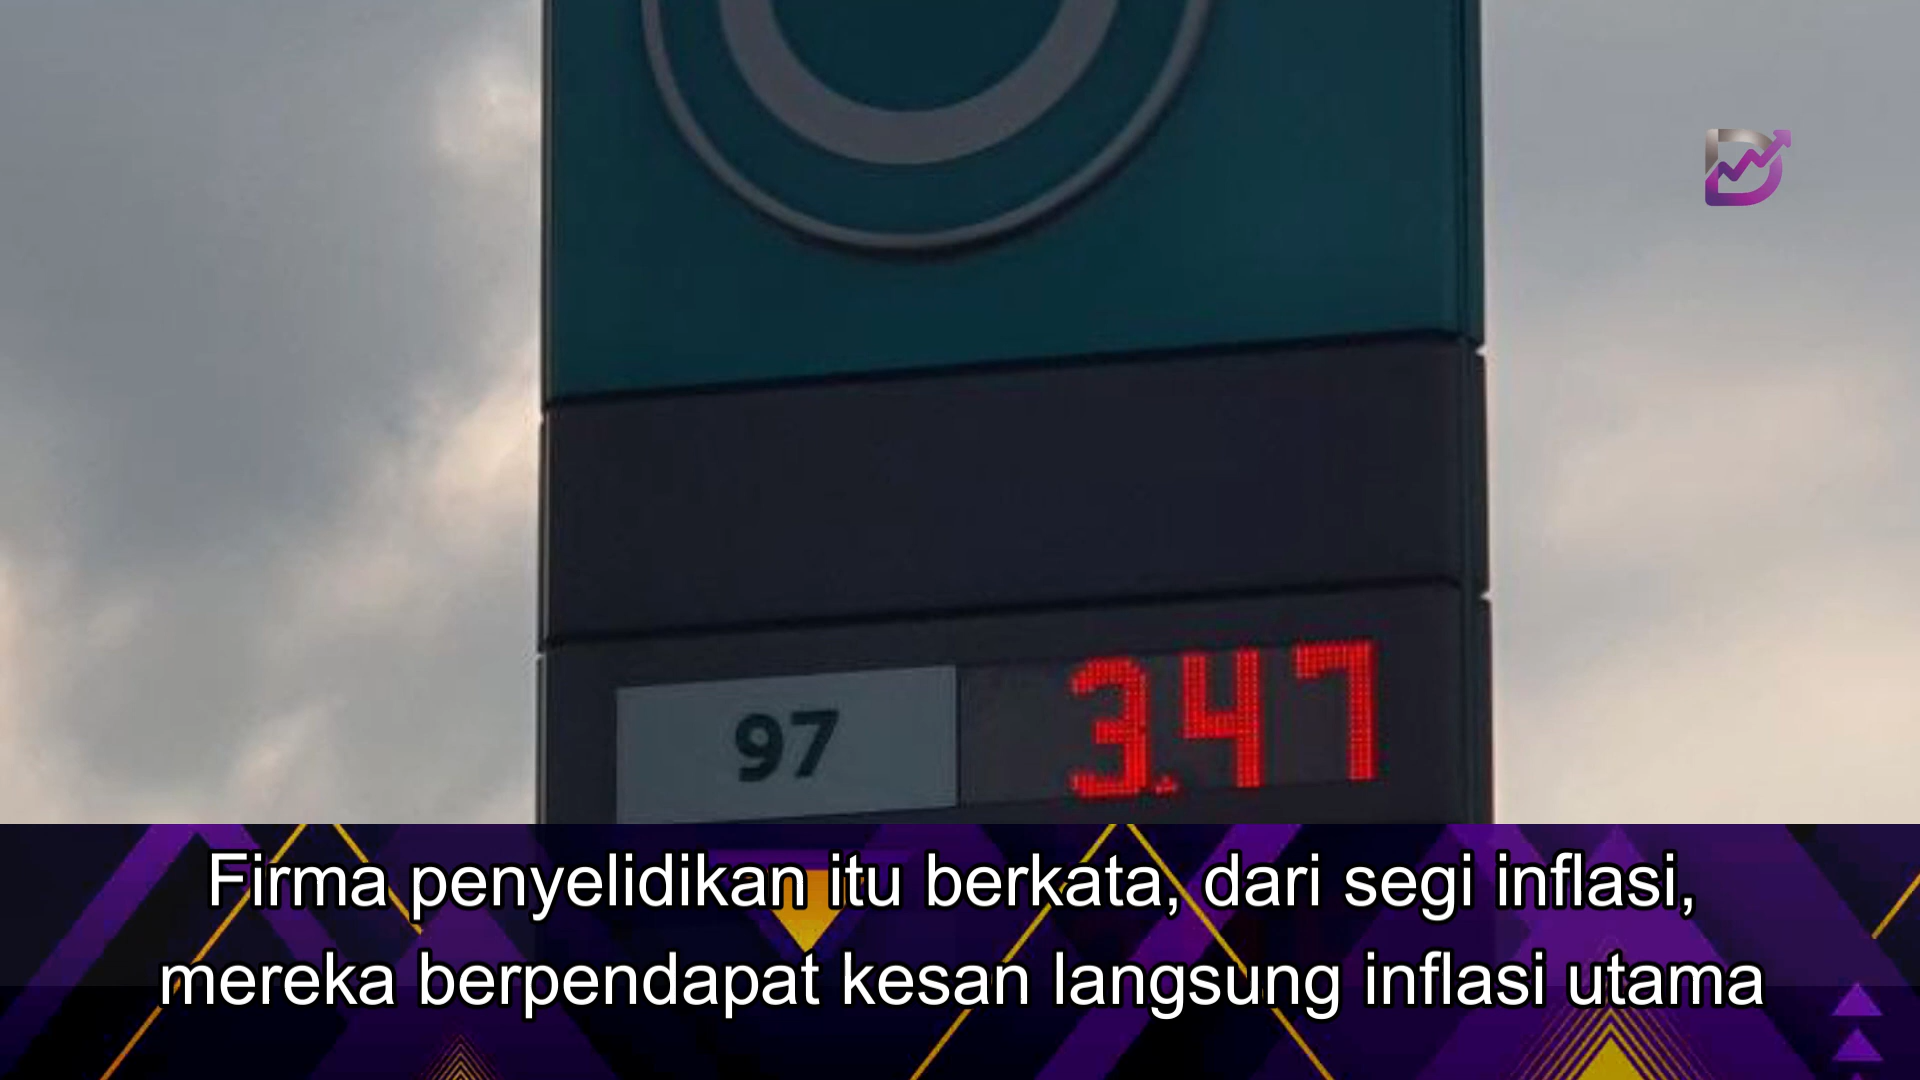 97 3.47
Firma penyelidikan itu berkata, dari segi inflasi,
mereka berpendapat kesan langsung inflasi utama